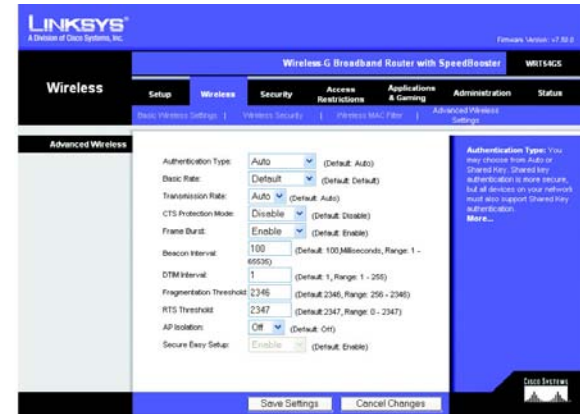 LINKSYS®
A Division of Cisco Systems, Inc.
Firmware Version: v7.50.0
Wireless-G Broadband Router with SpeedBooster WRT54GS
Wireless
Setup Wireless Security Access Restrictions Applications & Gaming Administration Status
Basic Wireless Settings | Wireless Security | Wireless MAC Filter | Advanced Wireless Settings
Advanced Wireless
Authentication Type: Auto (Default: Auto)
Basic Rate: Default (Default: Default)
Transmission Rate: Auto (Default: Auto)
CTS Protection Mode: Disable (Default: Disable)
Frame Burst: Enable (Default: Enable)
Beacon Interval: 100 (Default: 100, Milliseconds, Range: 1 - 65535)
DTIM Interval: 1 (Default: 1, Range: 1 - 255)
Fragmentation Threshold: 2346 (Default: 2346, Range: 256 - 2346)
RTS Threshold: 2347 (Default: 2347, Range: 0 - 2347)
AP Isolation: Off (Default: Off)
Secure Easy Setup: Enable (Default: Enable)
Authentication Type: You
may choose from Auto or
Shared Key. Shared key
authentication is more secure,
but all devices on your network
must also support Shared Key
authentication.
More...
Save Settings Cancel Changes
CISCO SYSTEMS